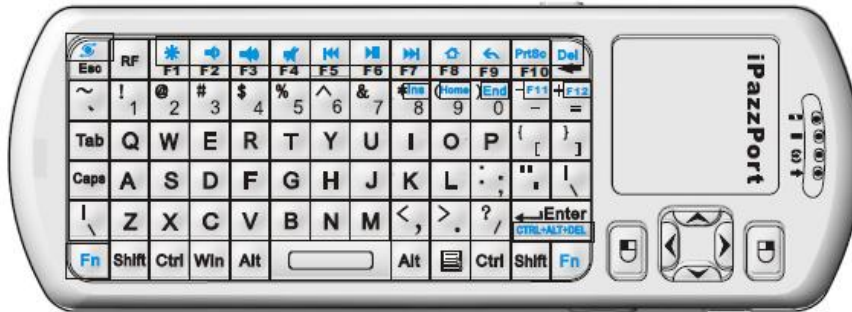 Esc RF F1 F2 F3 F4 F5 F6 F7 F8 F9 PrtSc F10 Del
~ ` ! 1 @ 2 # 3 $ 4 % 5 ^ 6 & 7 * Ins 8 ( Home 9 ) End 0 - F11 - + F12 =
Tab Q W E R T Y U I O P { [ } ]
Caps A S D F G H J K L : ; " ' | \
| \ Z X C V B N M < , > . ? / Enter
CTRL+ALT+DEL
Fn Shift Ctrl Win Alt Alt Ctrl Shift Fn
iPazzPort